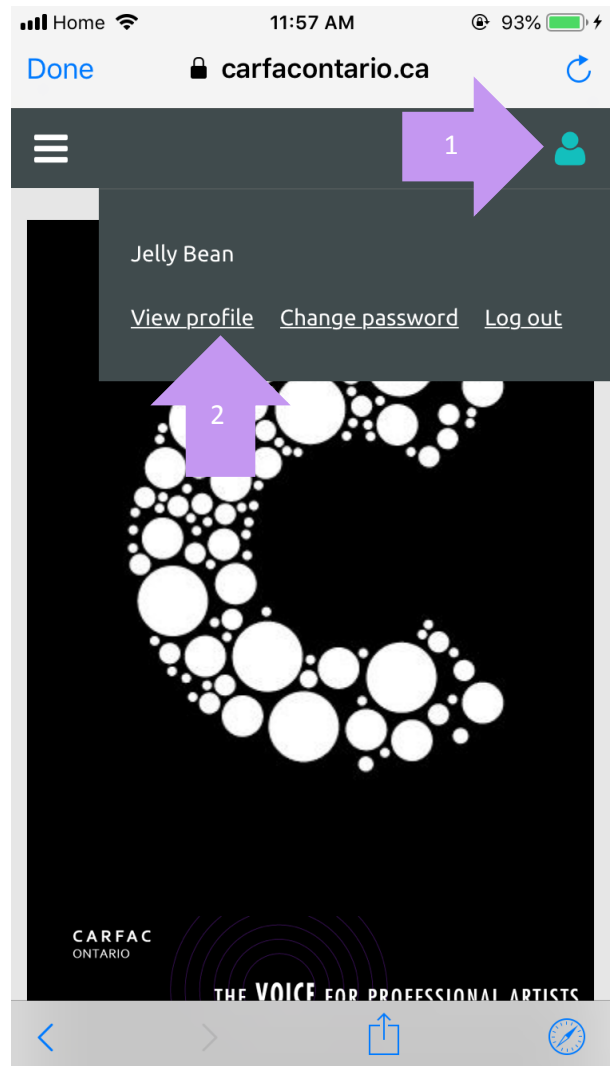 Home 11:57 AM 93%
Done carfacontario.ca
1
Jelly Bean
View profile Change password Log out
2
CARFAC
ONTARIO
THE VOICE FOR PROFESSIONAL ARTISTS